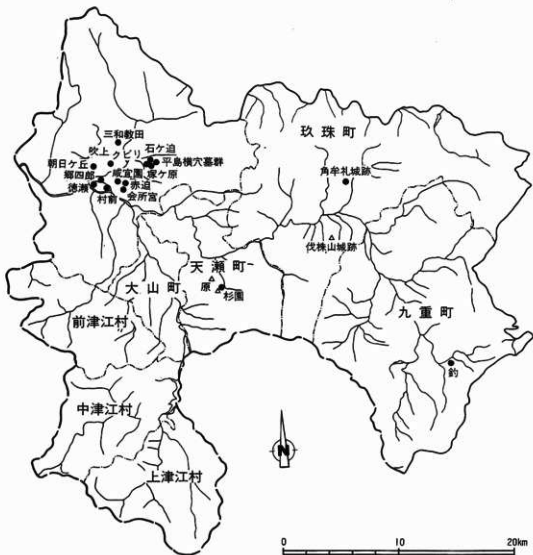 三和教田
吹上
クビリ
石ケ迫
朝日ケ丘
平島横穴墓群
郷四郎
咸宜園
塚ケ原
徳瀬
赤迫
村前
会所宮
玖珠町
角牟礼城跡
伐株山城跡
天瀬町
原
杉園
大山町
前津江村
九重町
釣
中津江村
上津江村
N
0 10 20km